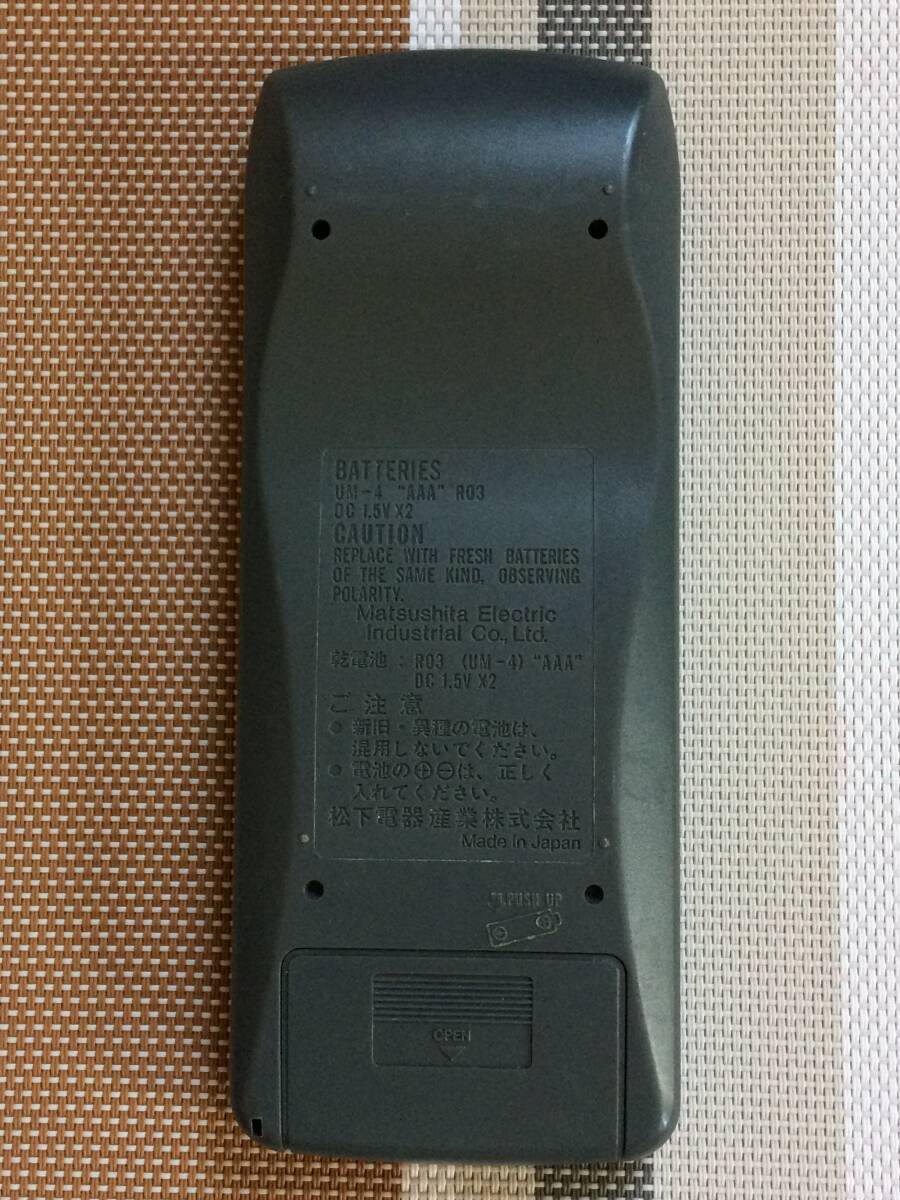 BATTERIES
UM-4 "AAA" R03
DC 1.5V X2
CAUTION
REPLACE WITH FRESH BATTERIES
OF THE SAME KIND, OBSERVING
POLARITY.
Matsushita Electric
Industrial Co., Ltd.
乾電池 : R03 (UM-4) "AAA"
DC 1.5V X2
ご注意
● 新旧・異種の電池は、
混用しないでください。
● 電池の⊕⊖は、正しく
入れてください。
松下電器産業株式会社
Made in Japan
PUSH UP
OPEN